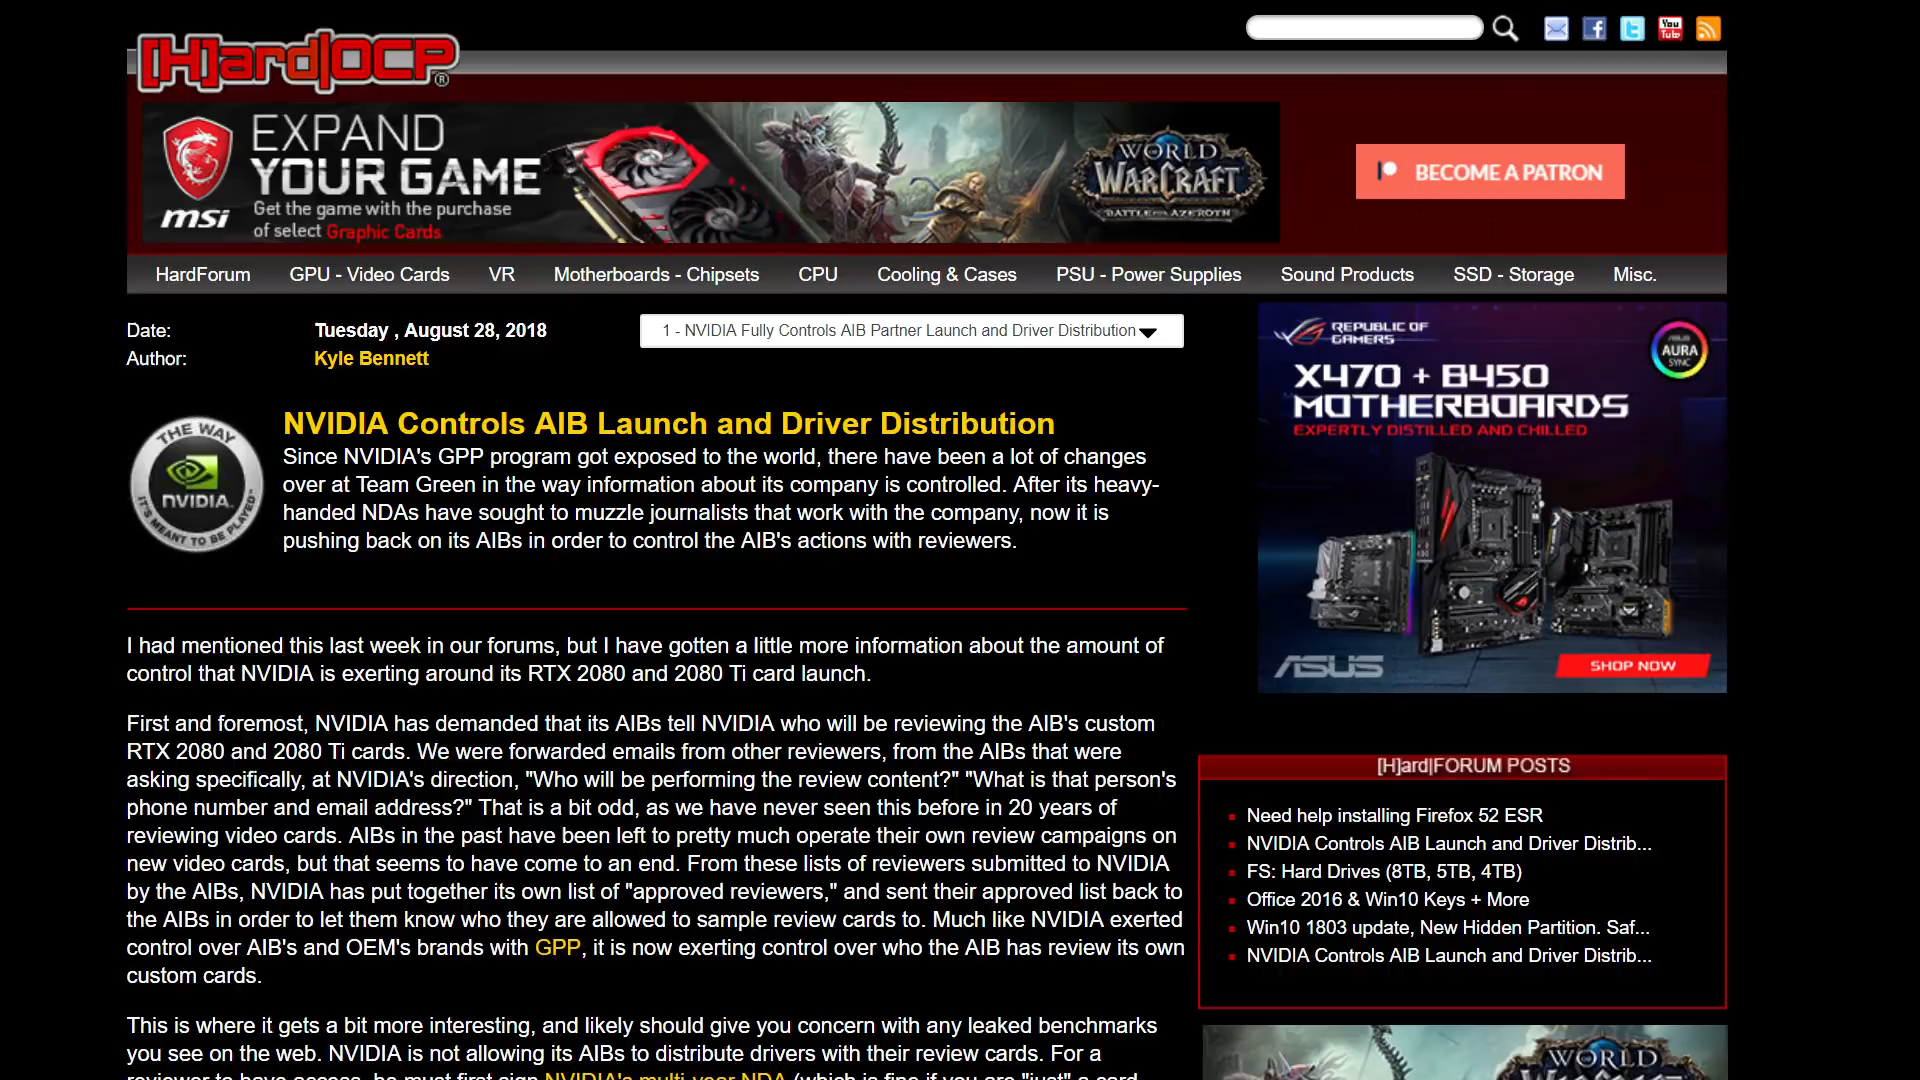 [H]ard|OCP®
You Tube
EXPAND
YOUR GAME
Get the game with the purchase
of select Graphic Cards
msi
WORLD
WARCRAFT
BATTLE FOR AZEROTH
BECOME A PATRON
HardForum GPU - Video Cards VR Motherboards - Chipsets CPU Cooling & Cases PSU - Power Supplies Sound Products SSD - Storage Misc.
Date: Tuesday , August 28, 2018
Author: Kyle Bennett
1 - NVIDIA Fully Controls AIB Partner Launch and Driver Distribution
THE WAY
NVIDIA
IT'S MEANT TO BE PLAYED
NVIDIA Controls AIB Launch and Driver Distribution
Since NVIDIA's GPP program got exposed to the world, there have been a lot of changes
over at Team Green in the way information about its company is controlled. After its heavy-
handed NDAs have sought to muzzle journalists that work with the company, now it is
pushing back on its AIBs in order to control the AIB's actions with reviewers.
I had mentioned this last week in our forums, but I have gotten a little more information about the amount of
control that NVIDIA is exerting around its RTX 2080 and 2080 Ti card launch.
First and foremost, NVIDIA has demanded that its AIBs tell NVIDIA who will be reviewing the AIB's custom
RTX 2080 and 2080 Ti cards. We were forwarded emails from other reviewers, from the AIBs that were
asking specifically, at NVIDIA's direction, "Who will be performing the review content?" "What is that person's
phone number and email address?" That is a bit odd, as we have never seen this before in 20 years of
reviewing video cards. AIBs in the past have been left to pretty much operate their own review campaigns on
new video cards, but that seems to have come to an end. From these lists of reviewers submitted to NVIDIA
by the AIBs, NVIDIA has put together its own list of "approved reviewers," and sent their approved list back to
the AIBs in order to let them know who they are allowed to sample review cards to. Much like NVIDIA exerted
control over AIB's and OEM's brands with GPP, it is now exerting control over who the AIB has review its own
custom cards.
This is where it gets a bit more interesting, and likely should give you concern with any leaked benchmarks
you see on the web. NVIDIA is not allowing its AIBs to distribute drivers with their review cards. For a
reviewer to have access, he must first sign NVIDIA's multi-year NDA (which is fine if you are "just" a card
REPUBLIC OF
GAMERS
ASUS
AURA
SYNC
X470 + B450
MOTHERBOARDS
EXPERTLY DISTILLED AND CHILLED
ASUS
SHOP NOW
[H]ard|FORUM POSTS
Need help installing Firefox 52 ESR
NVIDIA Controls AIB Launch and Driver Distrib...
FS: Hard Drives (8TB, 5TB, 4TB)
Office 2016 & Win10 Keys + More
Win10 1803 update, New Hidden Partition. Saf...
NVIDIA Controls AIB Launch and Driver Distrib...
WORLD